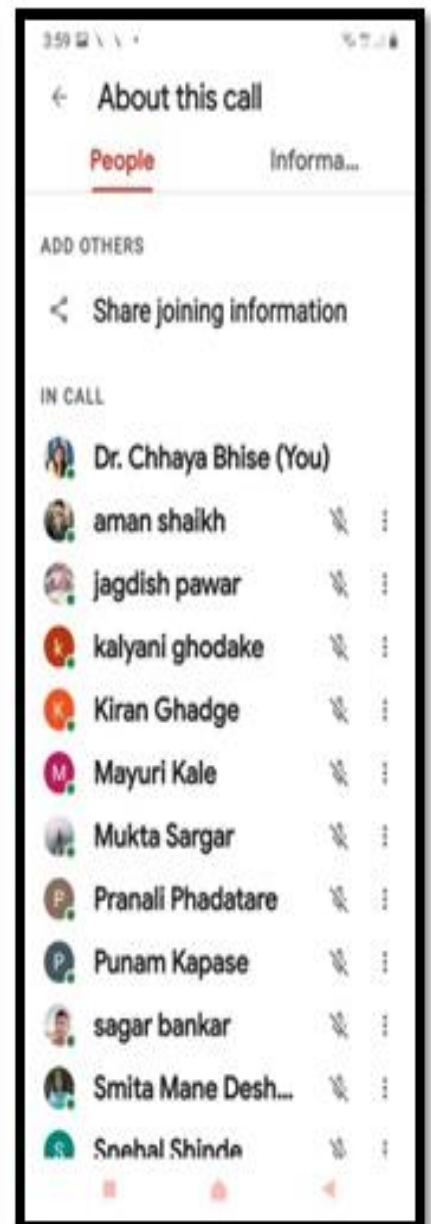 3:59
About this call
People Informa...
ADD OTHERS
Share joining information
IN CALL
Dr. Chhaya Bhise (You)
aman shaikh
jagdish pawar
k kalyani ghodake
K Kiran Ghadge
M Mayuri Kale
Mukta Sargar
P Pranali Phadatare
P Punam Kapase
sagar bankar
Smita Mane Desh...
S Snehal Shinde